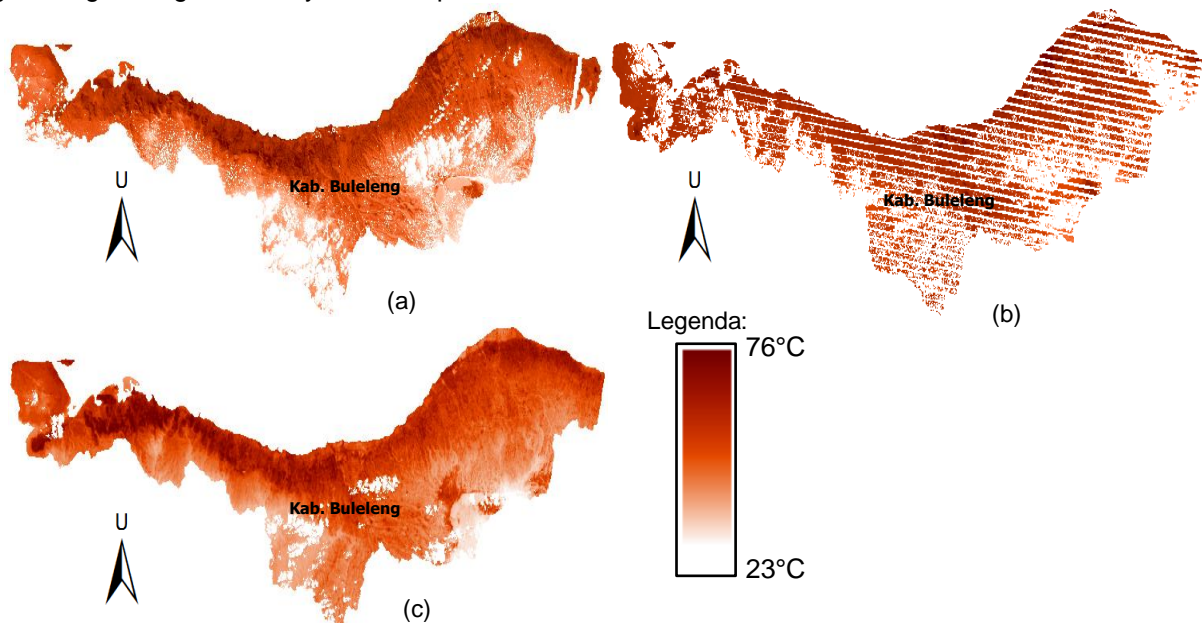 U
Kab. Buleleng
(a)
U
Kab. Buleleng
(b)
Legenda:
76°C
23°C
U
Kab. Buleleng
(c)